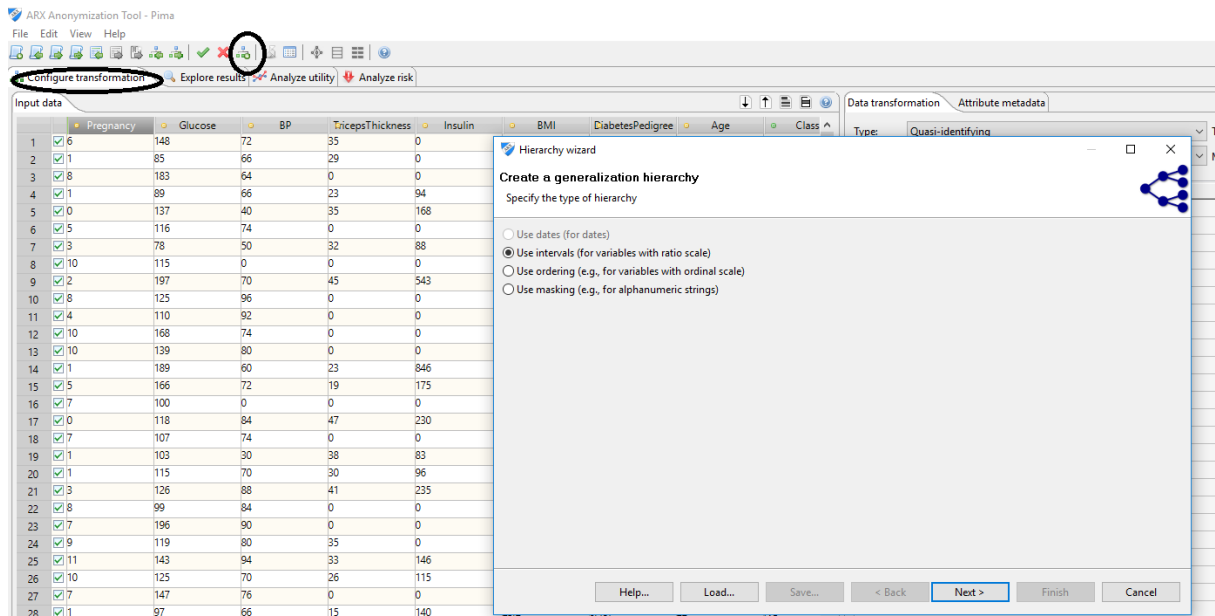 ARX Anonymization Tool - Pima
File Edit View Help
Configure transformation Explore results Analyze utility Analyze risk
Input data Data transformation Attribute metadata
Pregnancy Glucose BP TricepsThickness Insulin BMI DiabetesPedigree Age Class Type: Quasi-identifying
1 6 148 72 35 0
2 1 85 66 29 0
3 8 183 64 0 0
4 1 89 66 23 94
5 0 137 40 35 168
6 5 116 74 0 0
7 3 78 50 32 88
8 10 115 0 0 0
9 2 197 70 45 543
10 8 125 96 0 0
11 4 110 92 0 0
12 10 168 74 0 0
13 10 139 80 0 0
14 1 189 60 23 846
15 5 166 72 19 175
16 7 100 0 0 0
17 0 118 84 47 230
18 7 107 74 0 0
19 1 103 30 38 83
20 1 115 70 30 96
21 3 126 88 41 235
22 8 99 84 0 0
23 7 196 90 0 0
24 9 119 80 35 0
25 11 143 94 33 146
26 10 125 70 26 115
27 7 147 76 0 0
28 1 97 66 15 140
Hierarchy wizard
Create a generalization hierarchy
Specify the type of hierarchy
Use dates (for dates)
Use intervals (for variables with ratio scale)
Use ordering (e.g., for variables with ordinal scale)
Use masking (e.g., for alphanumeric strings)
Help... Load... Save... < Back Next > Finish Cancel